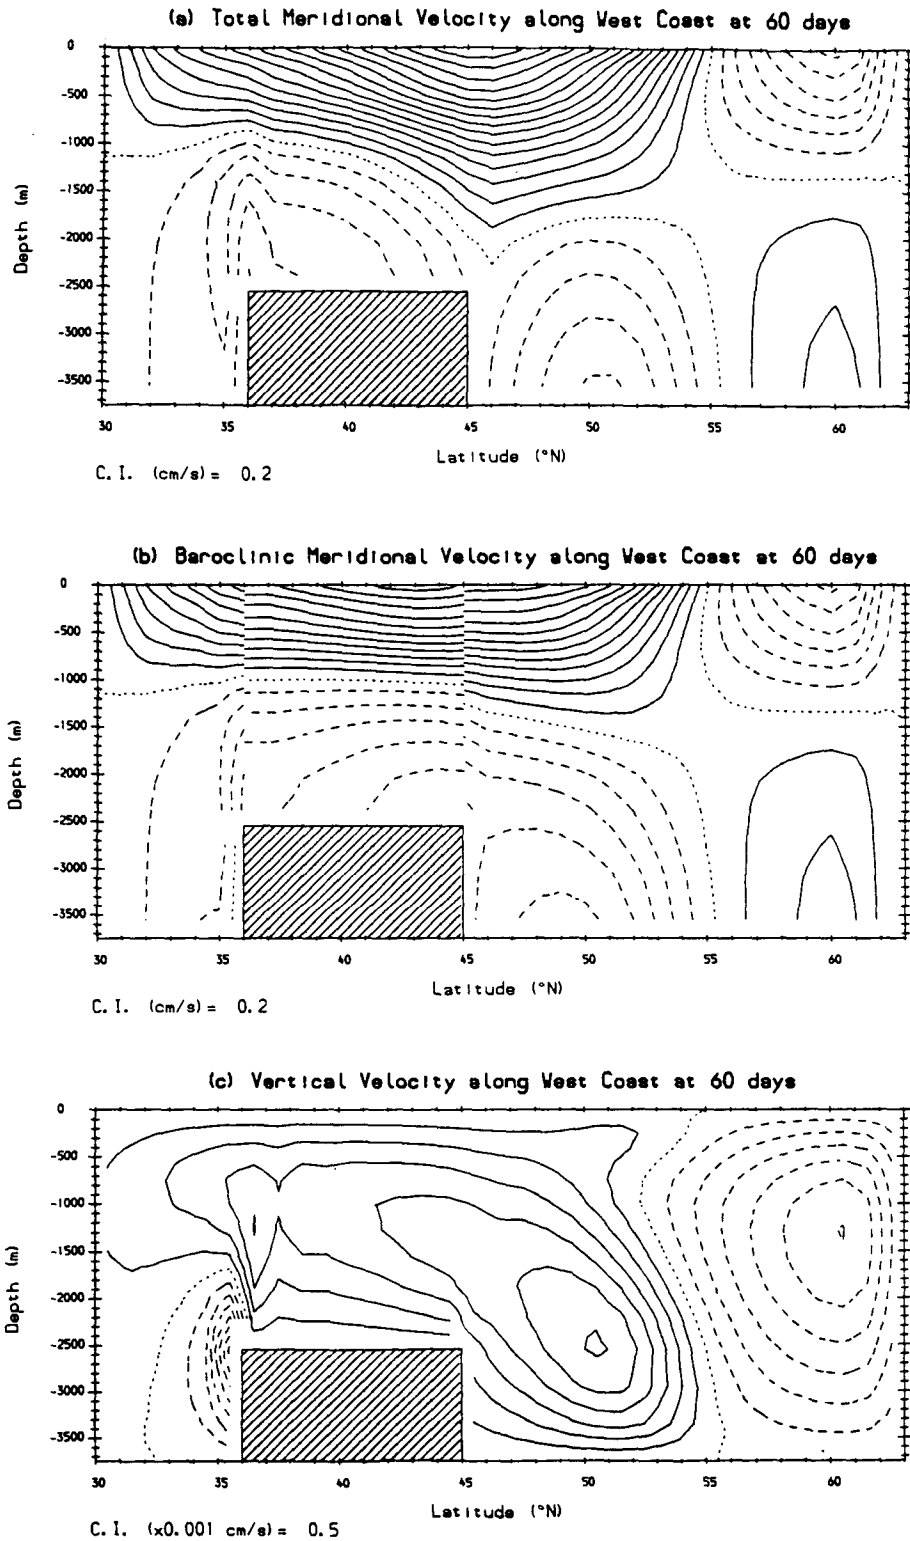 (a) Total Meridional Velocity along West Coast at 60 days
0
-500
-1000
-1500
-2000
-2500
-3000
-3500
Depth (m)
30 35 40 45 50 55 60
Latitude (°N)
C.I. (cm/s)= 0.2
(b) Baroclinic Meridional Velocity along West Coast at 60 days
0
-500
-1000
-1500
-2000
-2500
-3000
-3500
Depth (m)
30 35 40 45 50 55 60
Latitude (°N)
C.I. (cm/s)= 0.2
(c) Vertical Velocity along West Coast at 60 days
0
-500
-1000
-1500
-2000
-2500
-3000
-3500
Depth (m)
30 35 40 45 50 55 60
Latitude (°N)
C.I. (x0.001 cm/s)= 0.5